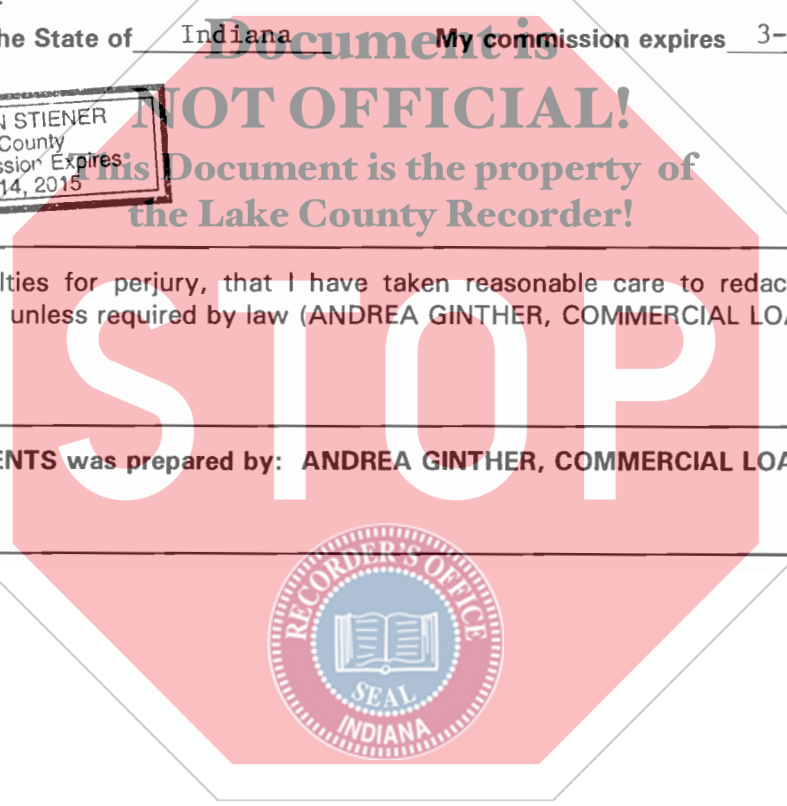 he State of Indiana My commission expires 3-
Document is
NOT OFFICIAL!
This Document is the property of
the Lake County Recorder!
N STIENER
County
ssion Expires
14, 2015
lties for perjury, that I have taken reasonable care to redac
unless required by law (ANDREA GINTHER, COMMERCIAL LOA
STOP
ENTS was prepared by: ANDREA GINTHER, COMMERCIAL LOA
RECORDER'S OFFICE
SEAL
INDIANA